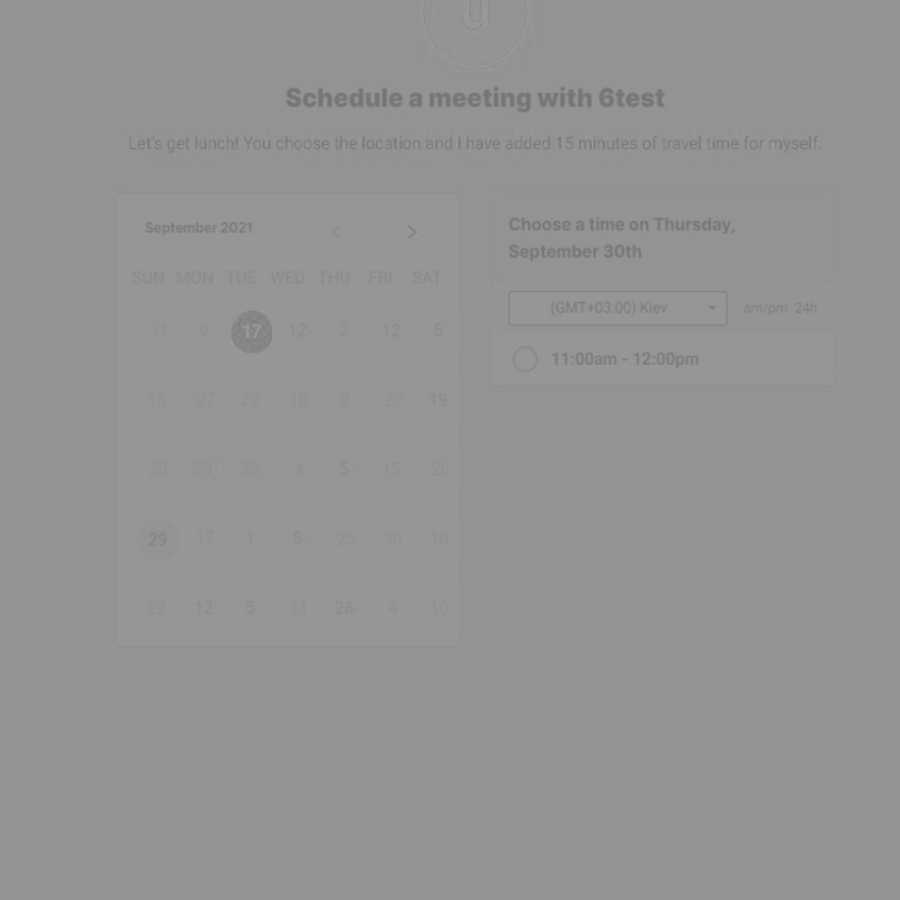 u
Schedule a meeting with 6test
Let's get lunch! You choose the location and I have added 15 minutes of travel time for myself.
September 2021
SUN MON TUE WED THU FRI SAT
31 9 17 12 2 12 5
15 27 22 10 2 27 19
30 29 23 4 5 15 26
29 17 1 5 25 30 10
22 12 5 11 28 4 10
Choose a time on Thursday,
September 30th
(GMT+03:00) Kiev am/pm 24h
11:00am - 12:00pm